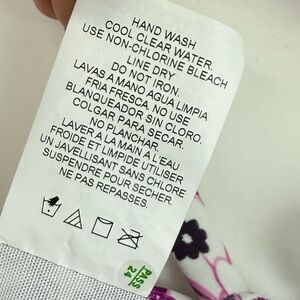 HAND WASH
COOL CLEAR WATER.
USE NON-CHLORINE BLEACH
LINE DRY
DO NOT IRON.
LAVAS A MANO AGUA LIMPIA
FRIA FRESCA. NO USE
BLANQUEADOR SIN CLORO.
COLGAR PARA SECAR.
NO PLANCHAR.
LAVER A LA MAIN A L'EAU
FROIDE ET LIMPIDE UTILISER
UN JAVELLISANT SANS CHLORE
SUSPENDRE POUR SECHER.
NE PAS REPASSES.
PASS
24